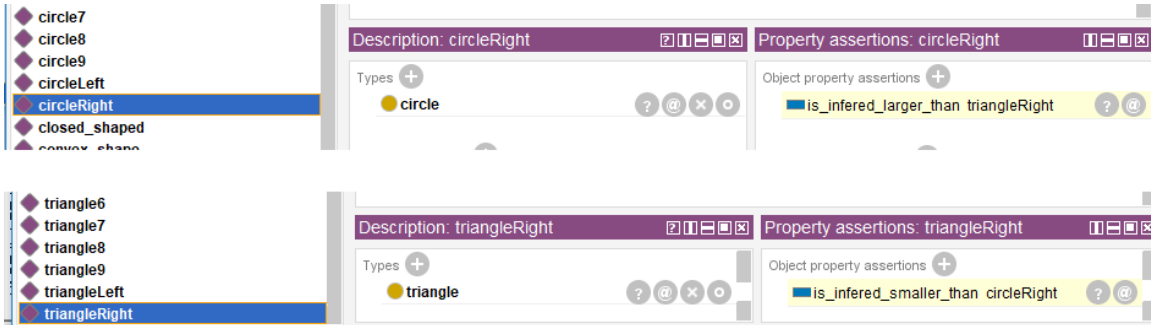 circle7
circle8
circle9
circleLeft
circleRight
closed_shaped
convex_shape
Description: circleRight
Types
circle
Property assertions: circleRight
Object property assertions
is_infered_larger_than triangleRight
triangle6
triangle7
triangle8
triangle9
triangleLeft
triangleRight
Description: triangleRight
Types
triangle
Property assertions: triangleRight
Object property assertions
is_infered_smaller_than circleRight